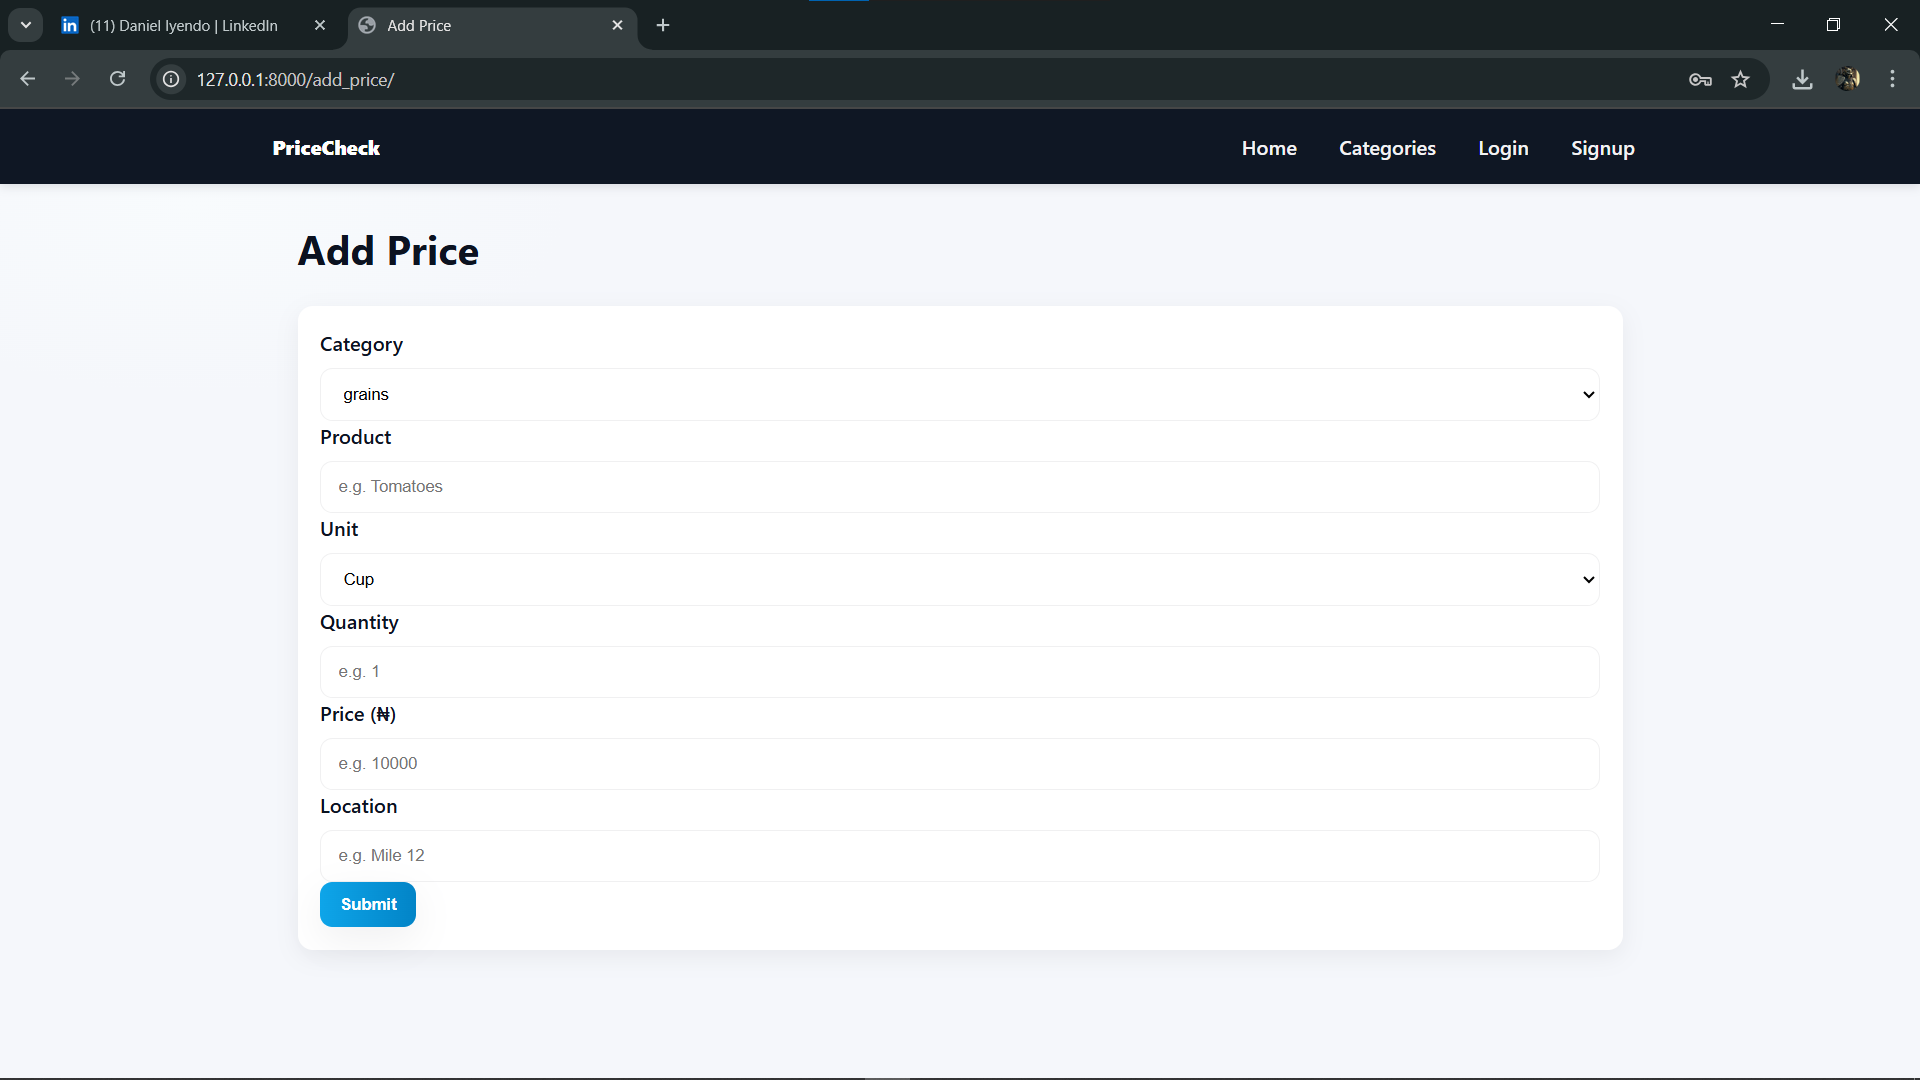 (11) Daniel Iyendo | LinkedIn
Add Price
127.0.0.1:8000/add_price/
PriceCheck
Home
Categories
Login
Signup
Add Price
Category
grains
Product
e.g. Tomatoes
Unit
Cup
Quantity
e.g. 1
Price (₦)
e.g. 10000
Location
e.g. Mile 12
Submit